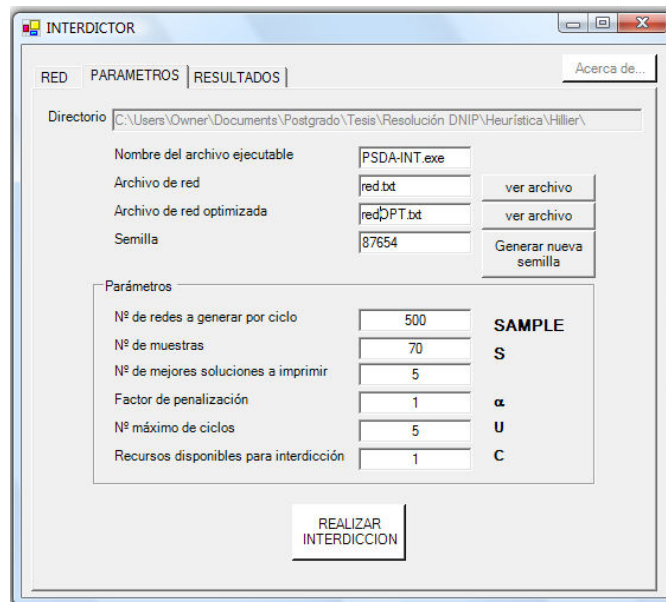 INTERDICTOR
Acerca de...
RED PARAMETROS RESULTADOS
Directorio C:\Users\Owner\Documents\Postgrado\Tesis\Resolución DNIP\Heurística\Hillier\
Nombre del archivo ejecutable PSDA-INT.exe
Archivo de red red.txt ver archivo
Archivo de red optimizada redOPT.txt ver archivo
Semilla 87654 Generar nueva
semilla
Parámetros
Nº de redes a generar por ciclo 500 SAMPLE
Nº de muestras 70 S
Nº de mejores soluciones a imprimir 5
Factor de penalización 1 α
Nº máximo de ciclos 5 U
Recursos disponibles para interdicción 1 C
REALIZAR
INTERDICCION